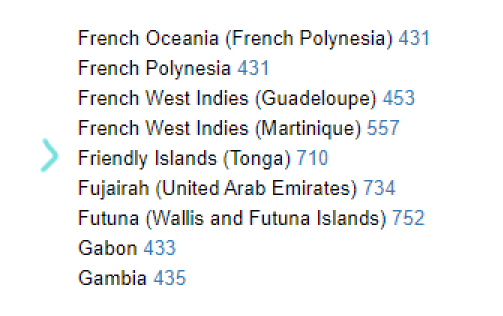 French Oceania (French Polynesia) 431
French Polynesia 431
French West Indies (Guadeloupe) 453
French West Indies (Martinique) 557
Friendly Islands (Tonga) 710
Fujairah (United Arab Emirates) 734
Futuna (Wallis and Futuna Islands) 752
Gabon 433
Gambia 435